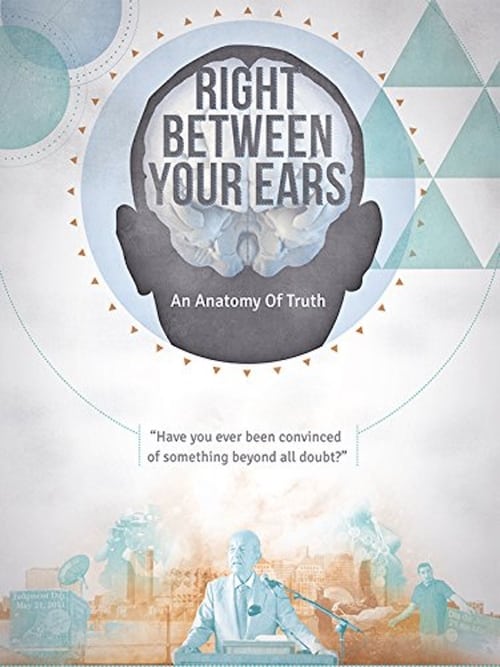 RIGHT
BETWEEN
YOUR EARS
An Anatomy Of Truth
“Have you ever been convinced
of something beyond all doubt?”
Judgment Day
May 21, 2011